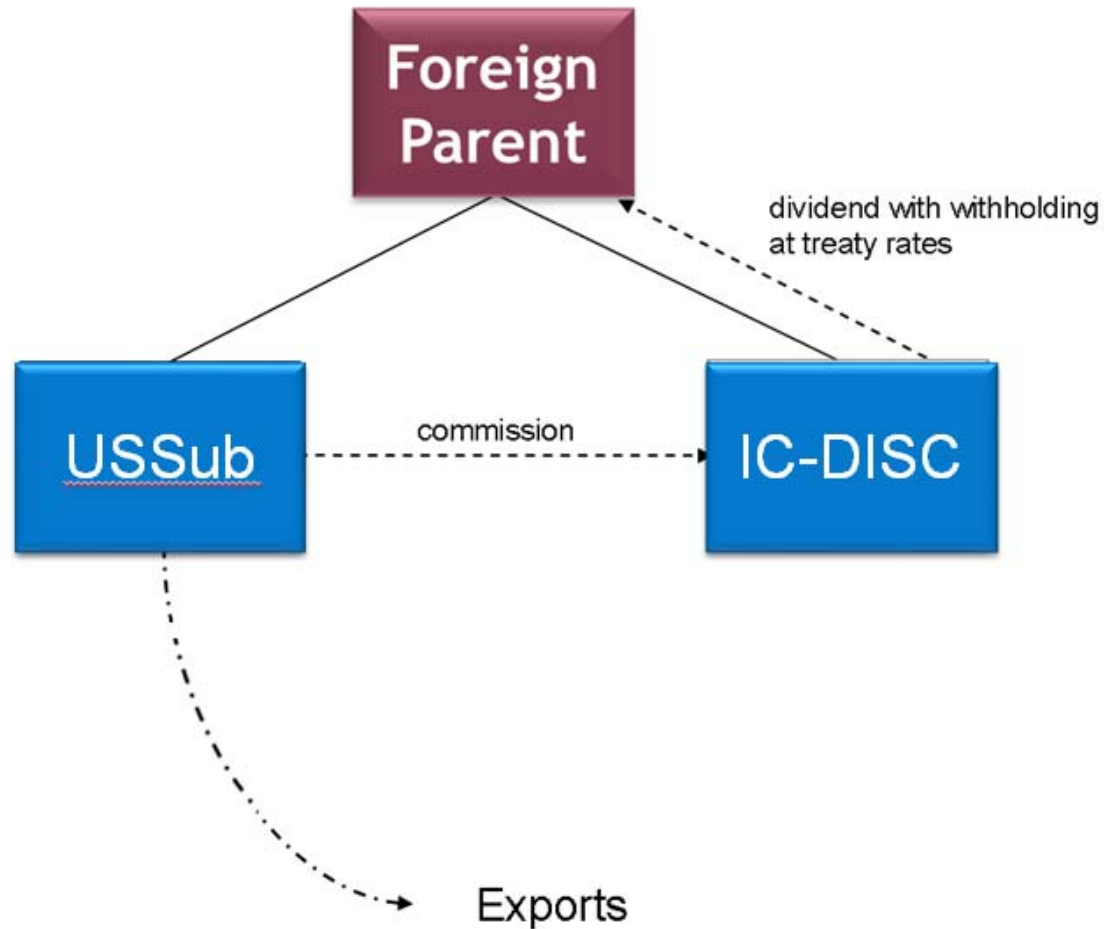 Foreign
Parent
dividend with withholding
at treaty rates
USSub
commission
IC-DISC
Exports